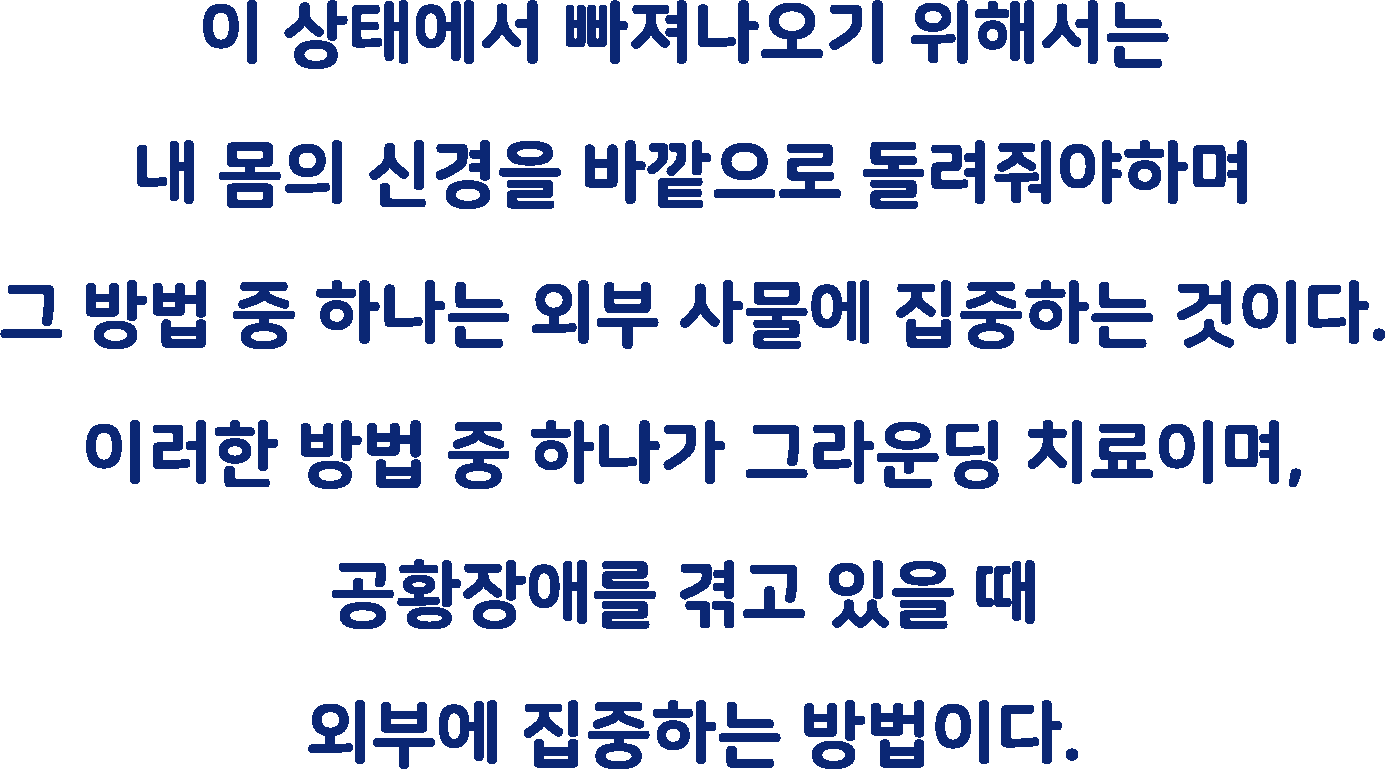 이 상태에서 빠져나오기 위해서는
내 몸의 신경을 바깥으로 돌려줘야하며
그 방법 중 하나는 외부 사물에 집중하는 것이다.
이러한 방법 중 하나가 그라운딩 치료이며,
공황장애를 겪고 있을 때
외부에 집중하는 방법이다.